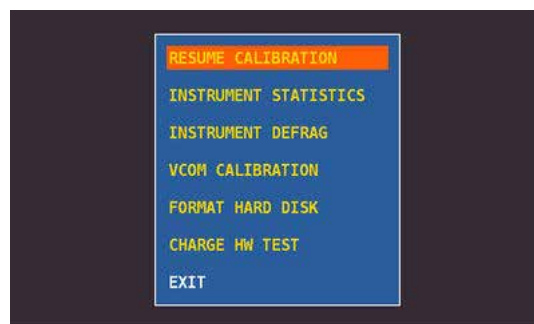 RESUME CALIBRATION
INSTRUMENT STATISTICS
INSTRUMENT DEFRAG
VCOM CALIBRATION
FORMAT HARD DISK
CHARGE HW TEST
EXIT